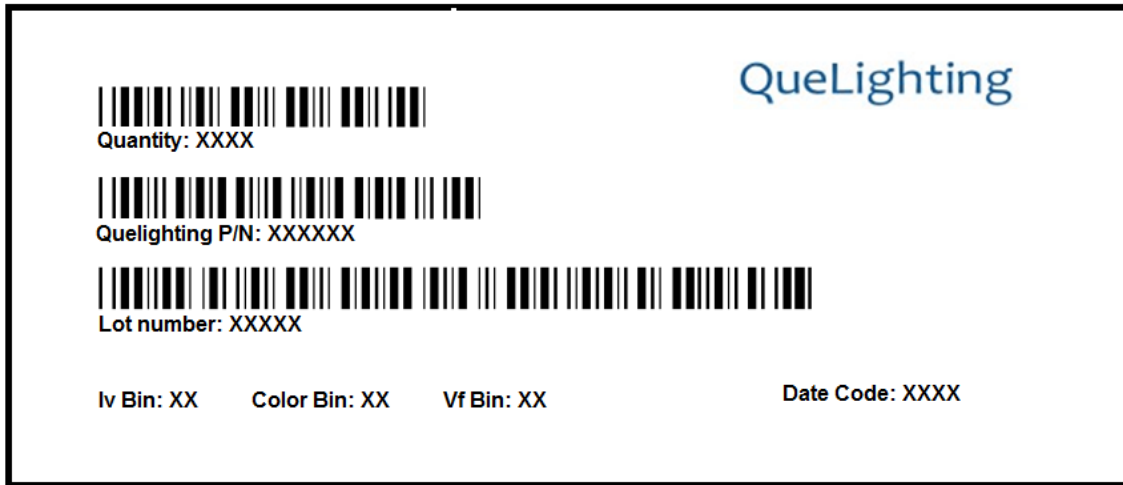 QueLighting
Quantity: XXXX
Quelighting P/N: XXXXXX
Lot number: XXXXX
Iv Bin: XX Color Bin: XX Vf Bin: XX Date Code: XXXX